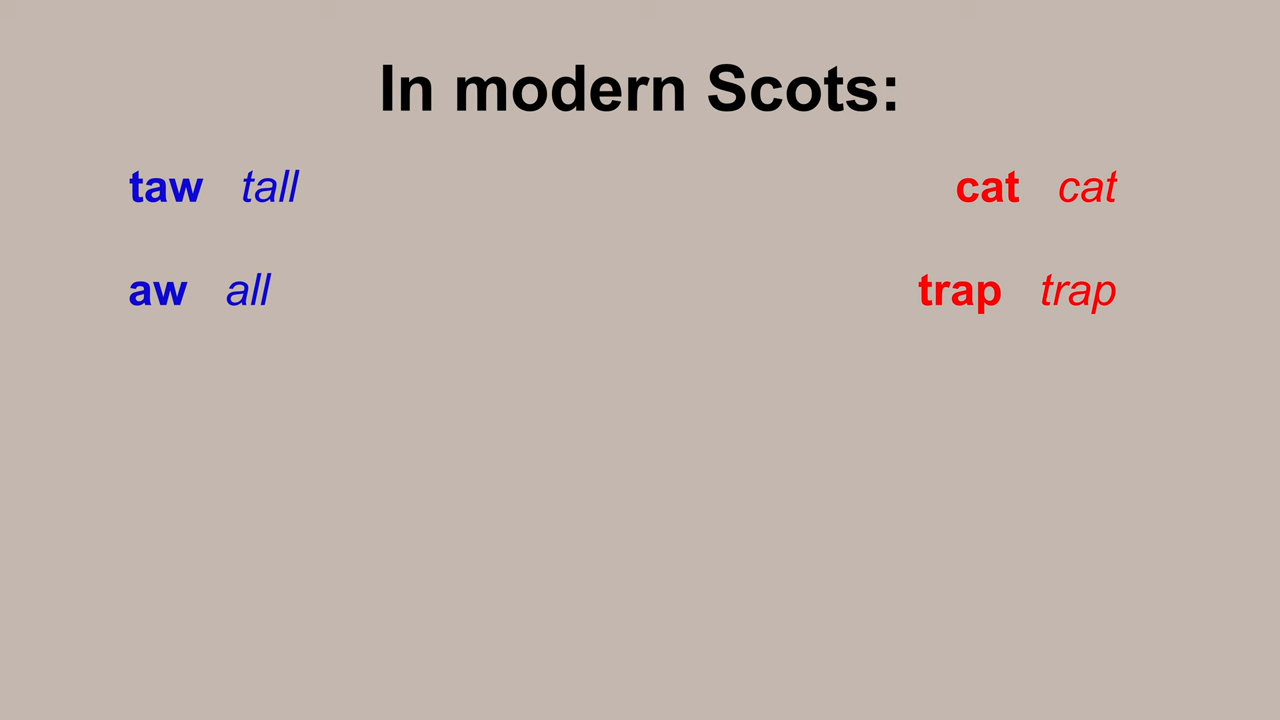 In modern Scots:
taw tall
cat cat
aw all
trap trap